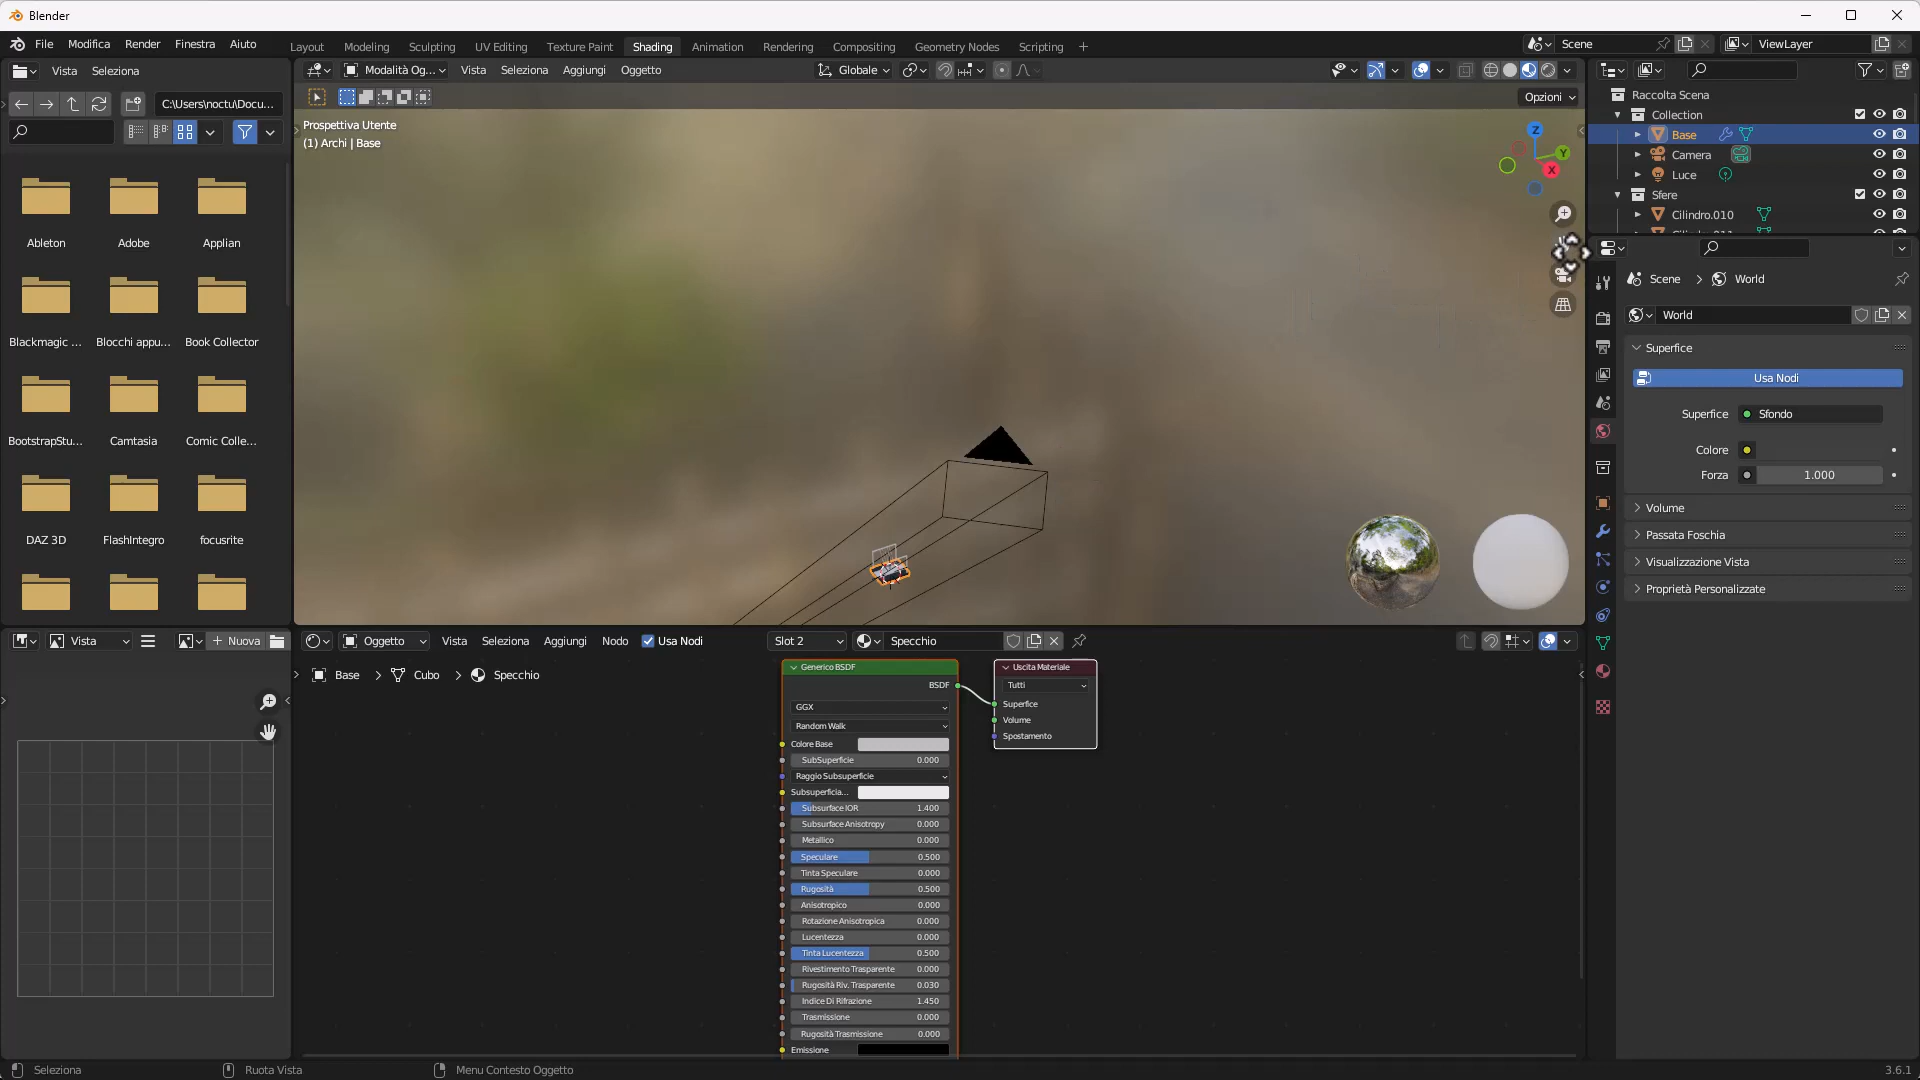 Blender
File Modifica Render Finestra Aiuto
Layout Modeling Sculpting UV Editing Texture Paint Shading Animation Rendering Compositing Geometry Nodes Scripting
Scene
ViewLayer
Vista Seleziona
Modalità Og... Vista Seleziona Aggiungi Oggetto
Globale
C:\Users\noctu\Docu...
Opzioni
Raccolta Scena
Collection
Base
Camera
Luce
Sfere
Cilindro.010
Prospettiva Utente
(1) Archi | Base
Z
Y
X
Ableton Adobe Applian
Blackmagic ... Blocchi appu... Book Collector
BootstrapStu... Camtasia Comic Colle...
DAZ 3D FlashIntegro focusrite
Scene > World
World
Superfice
Usa Nodi
Superfice Sfondo
Colore
Forza 1.000
Volume
Passata Foschia
Visualizzazione Vista
Proprietà Personalizzate
Vista
Nuova
Oggetto Vista Seleziona Aggiungi Nodo Usa Nodi
Slot 2
Specchio
Base > Cubo > Specchio
Generico BSDF
BSDF
GGX
Random Walk
Colore Base
SubSuperficie 0.000
Raggio Subsuperficie
Subsuperficia...
Subsurface IOR 1.400
Subsurface Anisotropy 0.000
Metallico 0.000
Speculare 0.500
Tinta Speculare 0.000
Rugosità 0.500
Anisotropico 0.000
Rotazione Anisotropica 0.000
Lucentezza 0.000
Tinta Lucentezza 0.500
Rivestimento Trasparente 0.000
Rugosità Riv. Trasparente 0.030
Indice Di Rifrazione 1.450
Trasmissione 0.000
Rugosità Trasmissione 0.000
Emissione
Uscita Materiale
Tutti
Superfice
Volume
Spostamento
Seleziona
Ruota Vista
Menu Contesto Oggetto
3.6.1